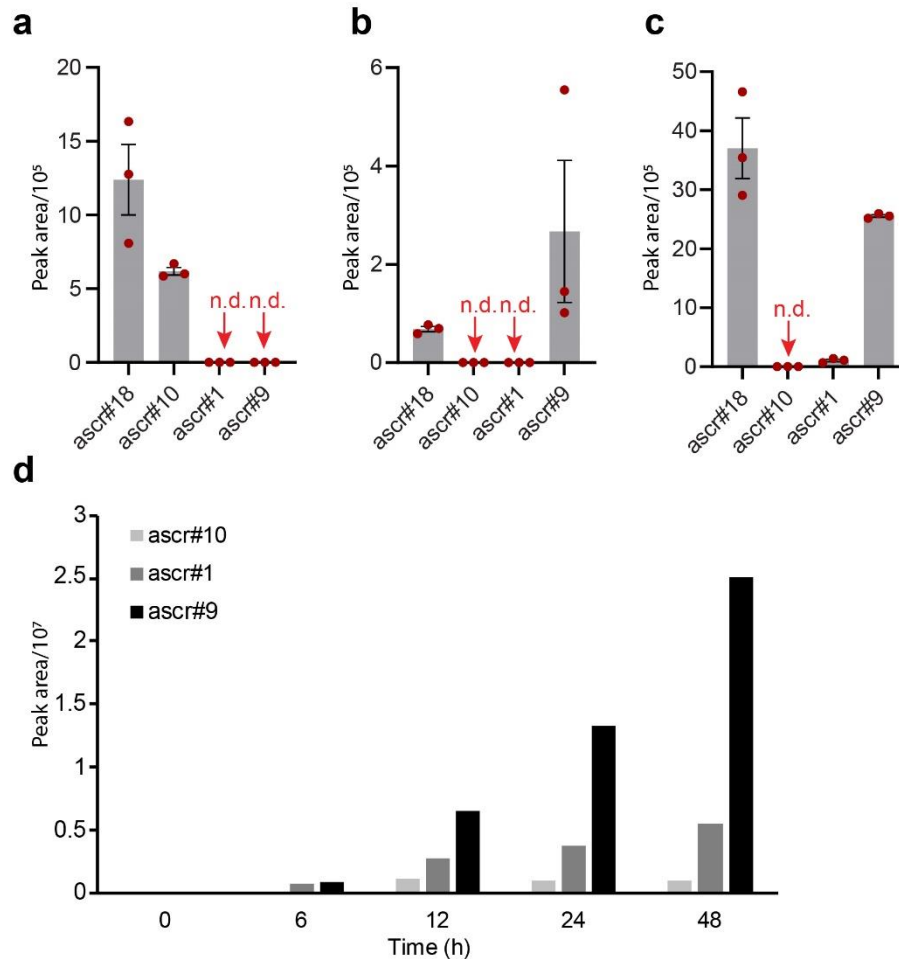 a
20
15
10
5
0
Peak area/10⁵
n.d. n.d.
ascr#18
ascr#10
ascr#1
ascr#9
b
6
4
2
0
Peak area/10⁵
n.d. n.d.
ascr#18
ascr#10
ascr#1
ascr#9
c
50
40
30
20
10
0
Peak area/10⁵
n.d.
ascr#18
ascr#10
ascr#1
ascr#9
d
3
2.5
2
1.5
1
0.5
0
Peak area/10⁷
ascr#10
ascr#1
ascr#9
0 6 12 24 48
Time (h)